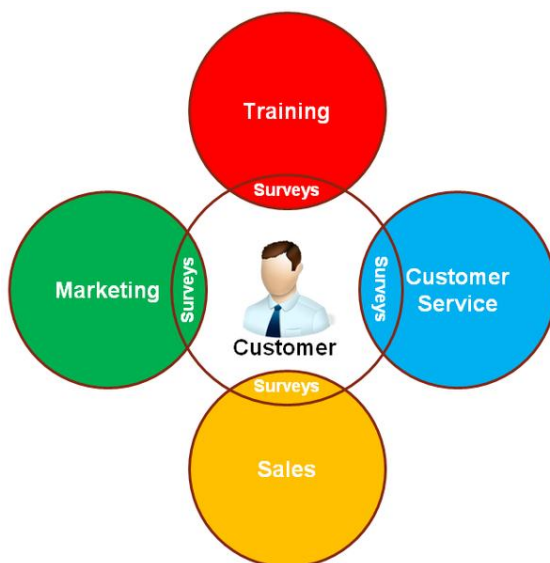 Training
Surveys
Marketing
Surveys
Surveys
Customer
Service
Customer
Surveys
Sales